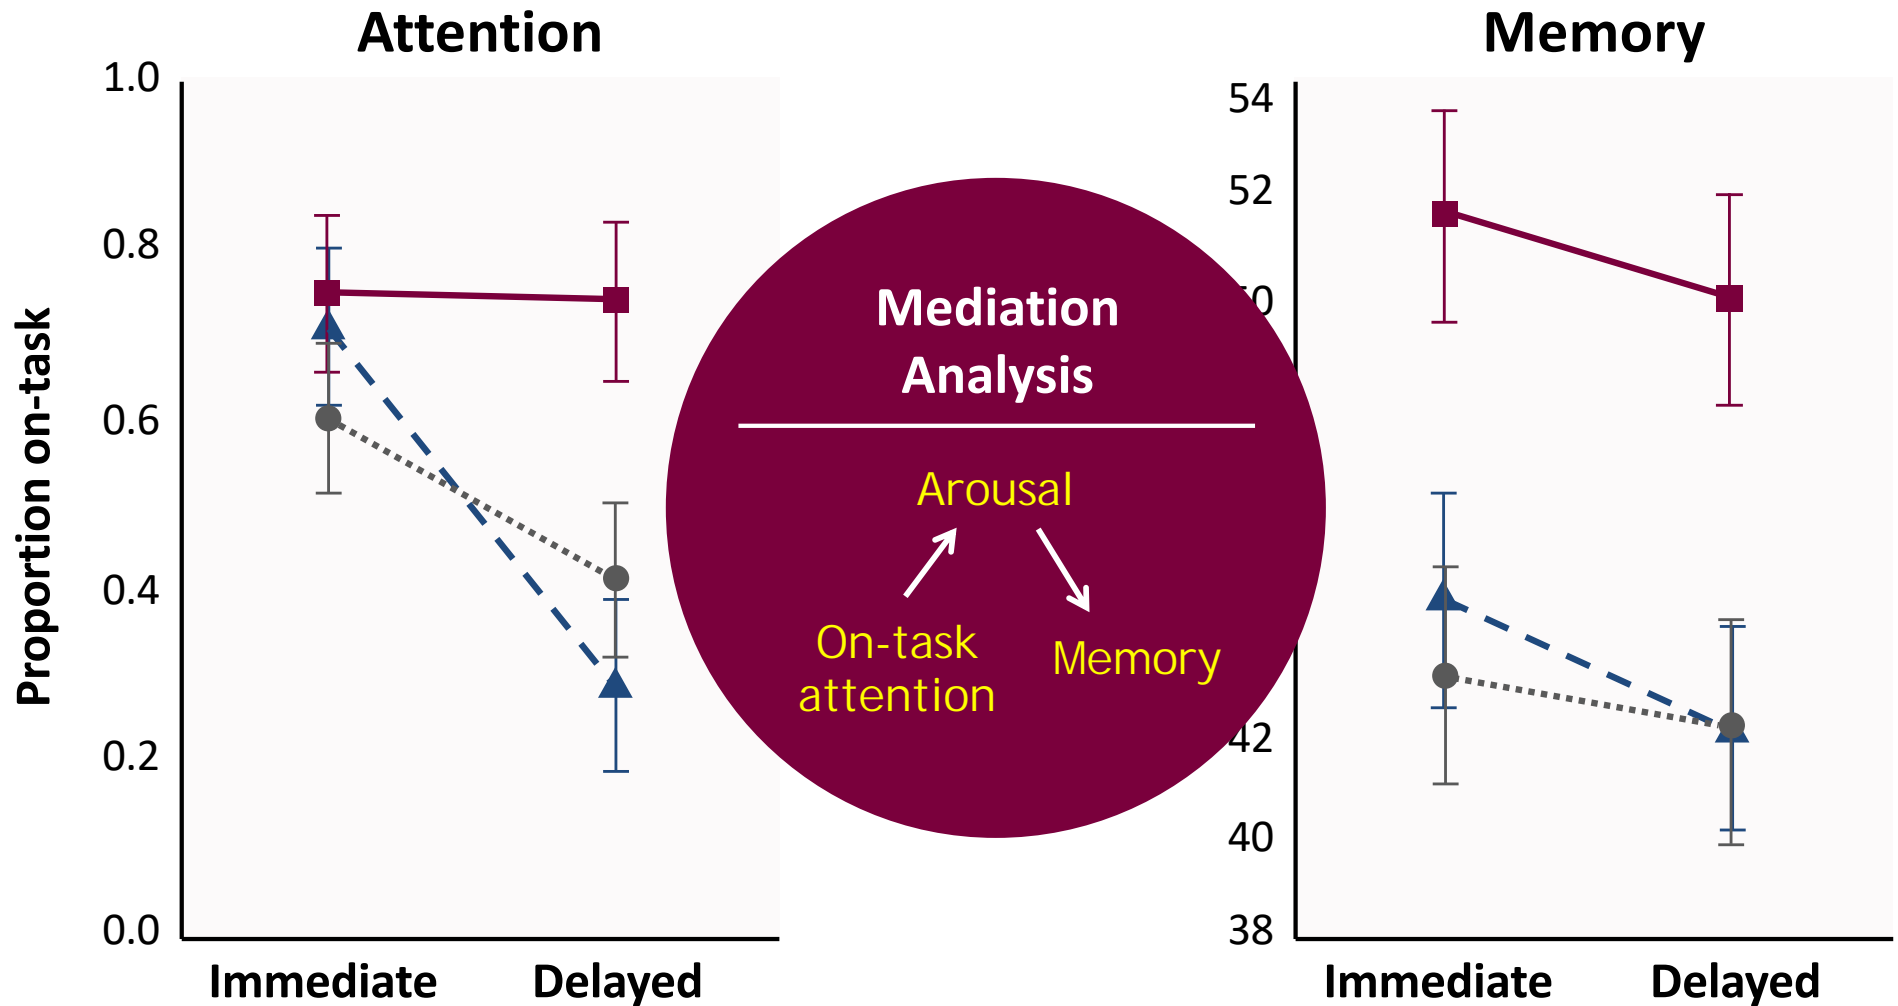 Attention
Memory
Proportion on-task
1.0
0.8
0.6
0.4
0.2
0.0
Immediate
Delayed
Mediation
Analysis
Arousal
On-task
attention
Memory
54
52
42
40
38
Immediate
Delayed